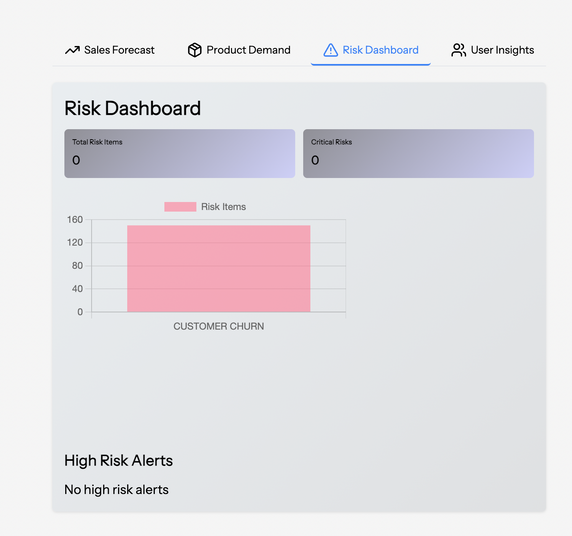 Sales Forecast Product Demand Risk Dashboard User Insights
Risk Dashboard
Total Risk Items Critical Risks
0 0
Risk Items
160
120
80
40
0
CUSTOMER CHURN
High Risk Alerts
No high risk alerts